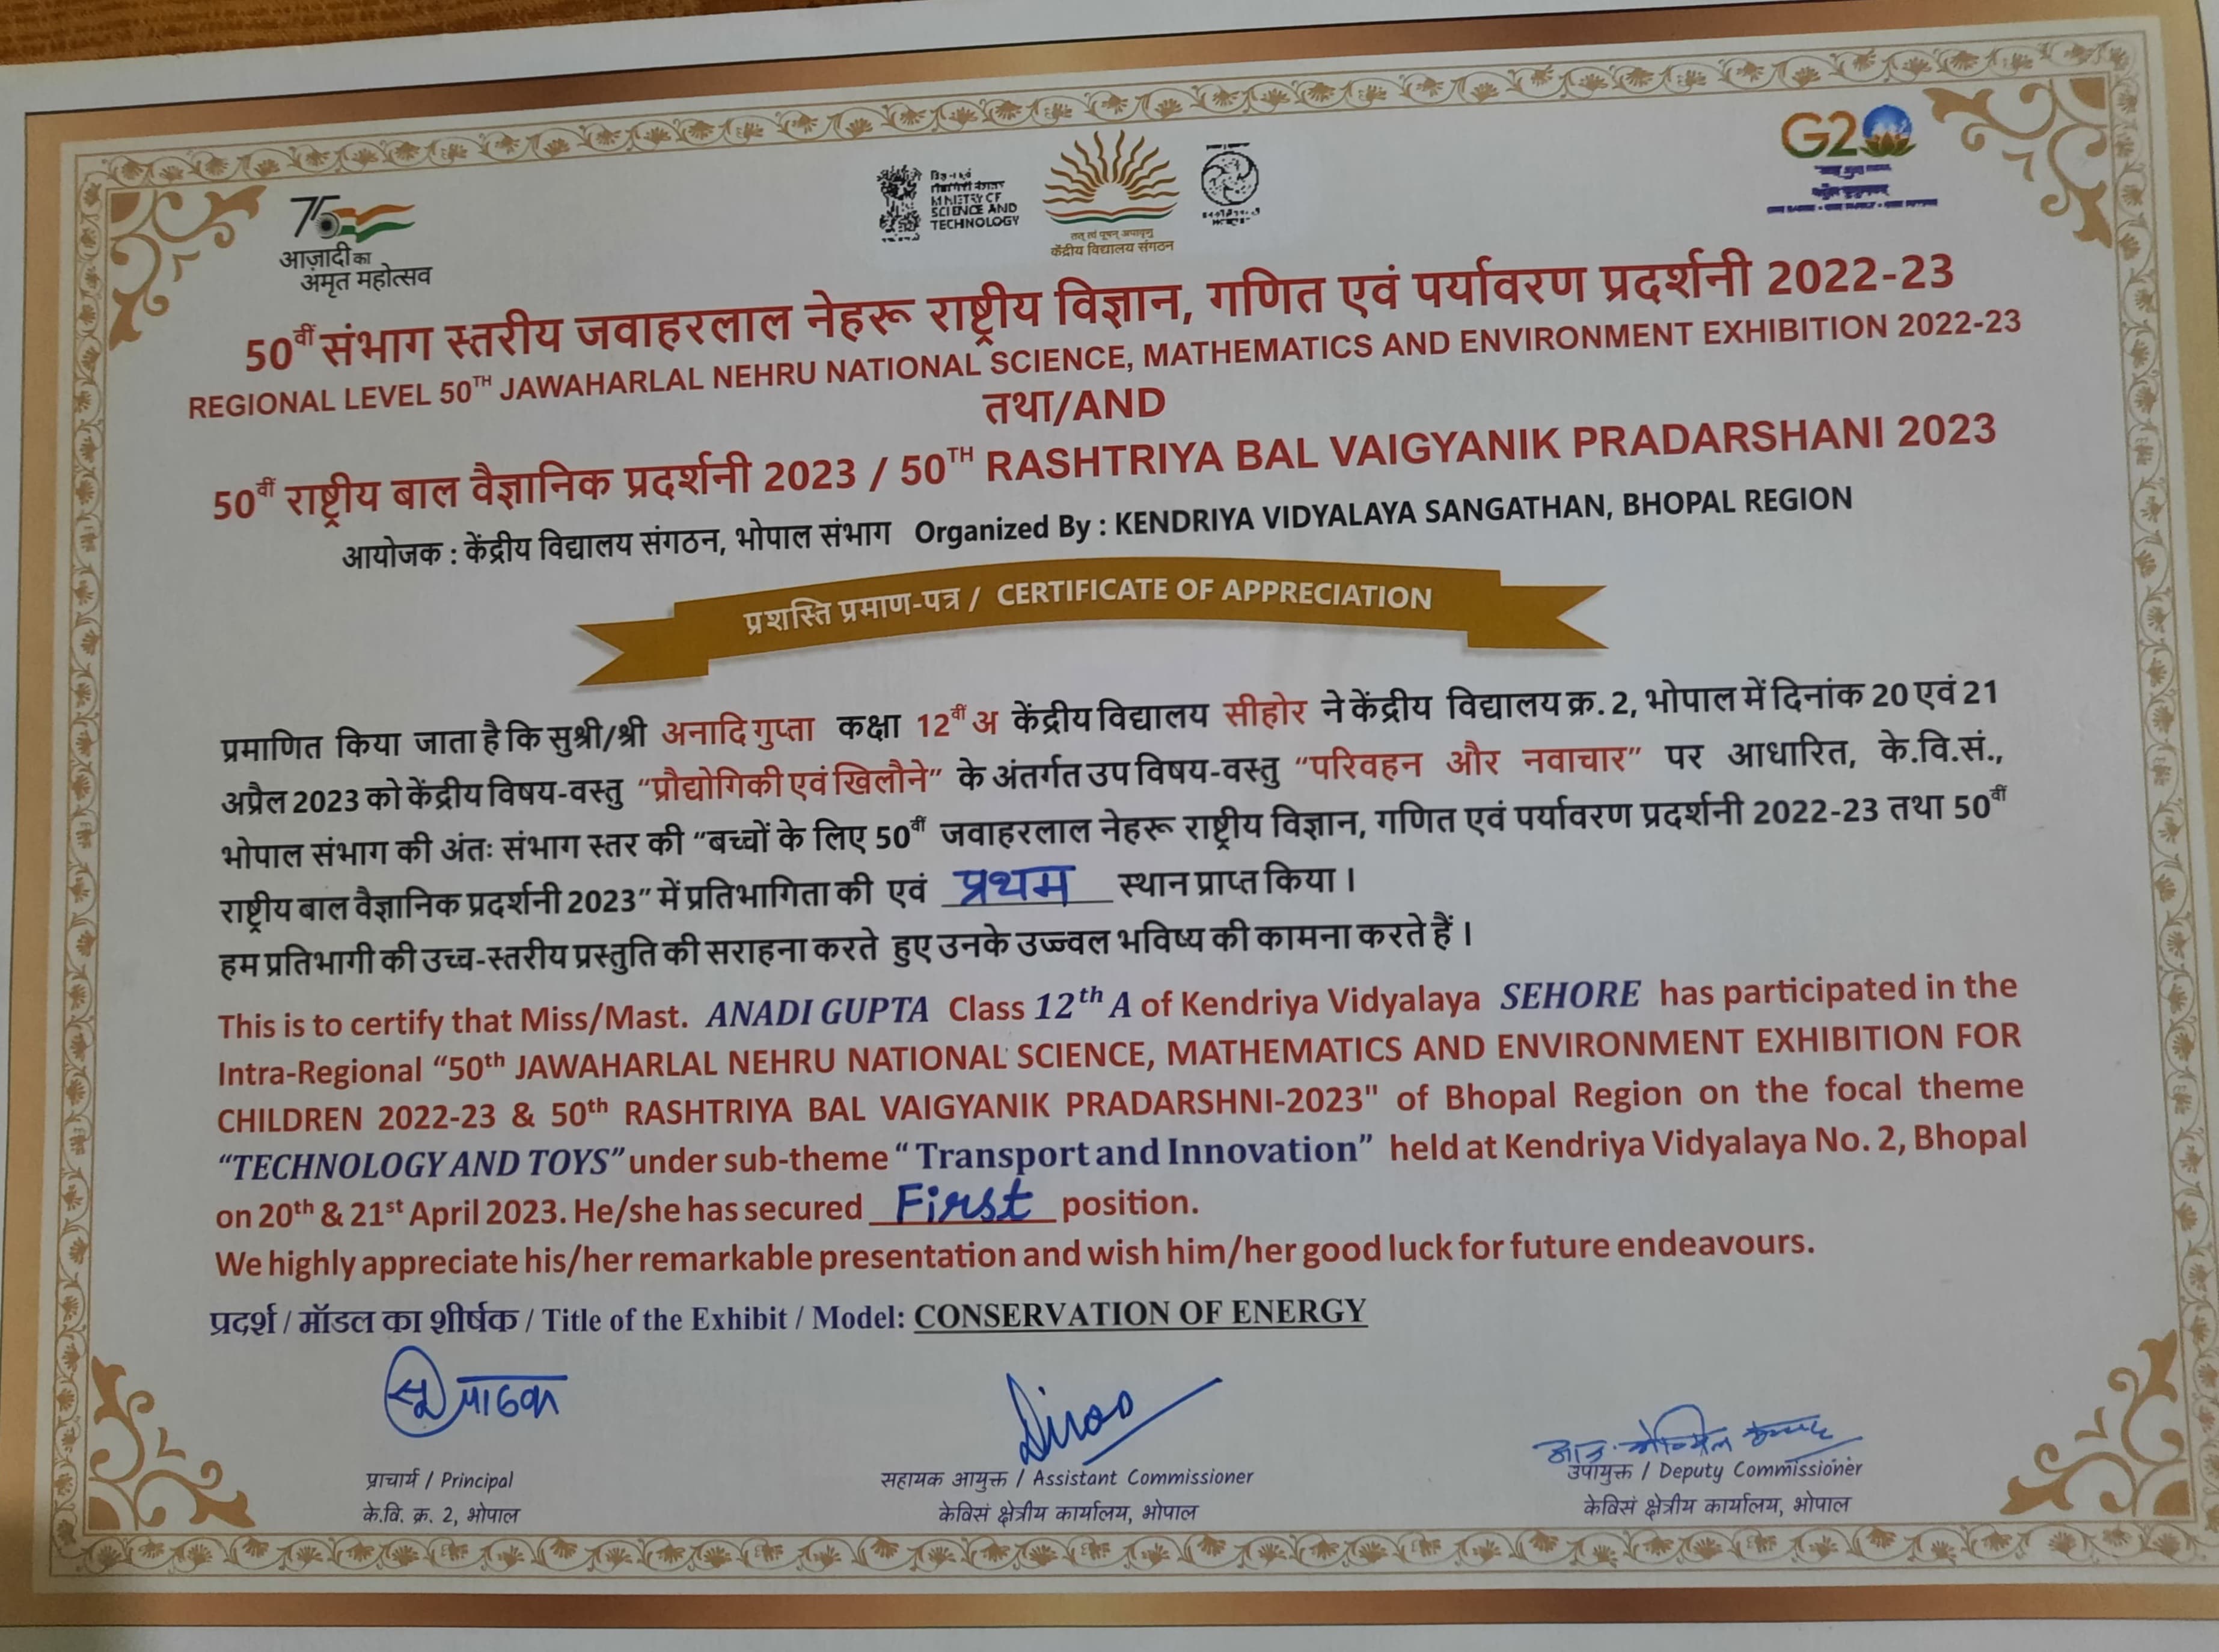 75
आज़ादी का
अमृत महोत्सव
MINISTRY OF
SCIENCE AND
TECHNOLOGY
तत् त्वं पूषन् अपावृणु
केंद्रीय विद्यालय संगठन
G20
50वीं संभाग स्तरीय जवाहरलाल नेहरू राष्ट्रीय विज्ञान, गणित एवं पर्यावरण प्रदर्शनी 2022-23
REGIONAL LEVEL 50TH JAWAHARLAL NEHRU NATIONAL SCIENCE, MATHEMATICS AND ENVIRONMENT EXHIBITION 2022-23
तथा/AND
50वीं राष्ट्रीय बाल वैज्ञानिक प्रदर्शनी 2023 / 50TH RASHTRIYA BAL VAIGYANIK PRADARSHANI 2023
आयोजक : केंद्रीय विद्यालय संगठन, भोपाल संभाग Organized By : KENDRIYA VIDYALAYA SANGATHAN, BHOPAL REGION
प्रशस्ति प्रमाण-पत्र / CERTIFICATE OF APPRECIATION
प्रमाणित किया जाता है कि सुश्री/श्री अनादि गुप्ता कक्षा 12वीं अ केंद्रीय विद्यालय सीहोर ने केंद्रीय विद्यालय क्र. 2, भोपाल में दिनांक 20 एवं 21
अप्रैल 2023 को केंद्रीय विषय-वस्तु “प्रौद्योगिकी एवं खिलौने” के अंतर्गत उप विषय-वस्तु “परिवहन और नवाचार” पर आधारित, के.वि.सं.,
भोपाल संभाग की अंतः संभाग स्तर की “बच्चों के लिए 50वीं जवाहरलाल नेहरू राष्ट्रीय विज्ञान, गणित एवं पर्यावरण प्रदर्शनी 2022-23 तथा 50वीं
राष्ट्रीय बाल वैज्ञानिक प्रदर्शनी 2023” में प्रतिभागिता की एवं प्रथम स्थान प्राप्त किया।
हम प्रतिभागी की उच्च-स्तरीय प्रस्तुति की सराहना करते हुए उनके उज्ज्वल भविष्य की कामना करते हैं।
This is to certify that Miss/Mast. ANADI GUPTA Class 12th A of Kendriya Vidyalaya SEHORE has participated in the
Intra-Regional “50th JAWAHARLAL NEHRU NATIONAL SCIENCE, MATHEMATICS AND ENVIRONMENT EXHIBITION FOR
CHILDREN 2022-23 & 50th RASHTRIYA BAL VAIGYANIK PRADARSHNI-2023" of Bhopal Region on the focal theme
“TECHNOLOGY AND TOYS” under sub-theme “Transport and Innovation” held at Kendriya Vidyalaya No. 2, Bhopal
on 20th & 21st April 2023. He/she has secured First position.
We highly appreciate his/her remarkable presentation and wish him/her good luck for future endeavours.
प्रदर्श / मॉडल का शीर्षक / Title of the Exhibit / Model: CONSERVATION OF ENERGY
प्राचार्य / Principal
के.वि. क्र. 2, भोपाल
सहायक आयुक्त / Assistant Commissioner
केविसं क्षेत्रीय कार्यालय, भोपाल
उपायुक्त / Deputy Commissioner
केविसं क्षेत्रीय कार्यालय, भोपाल